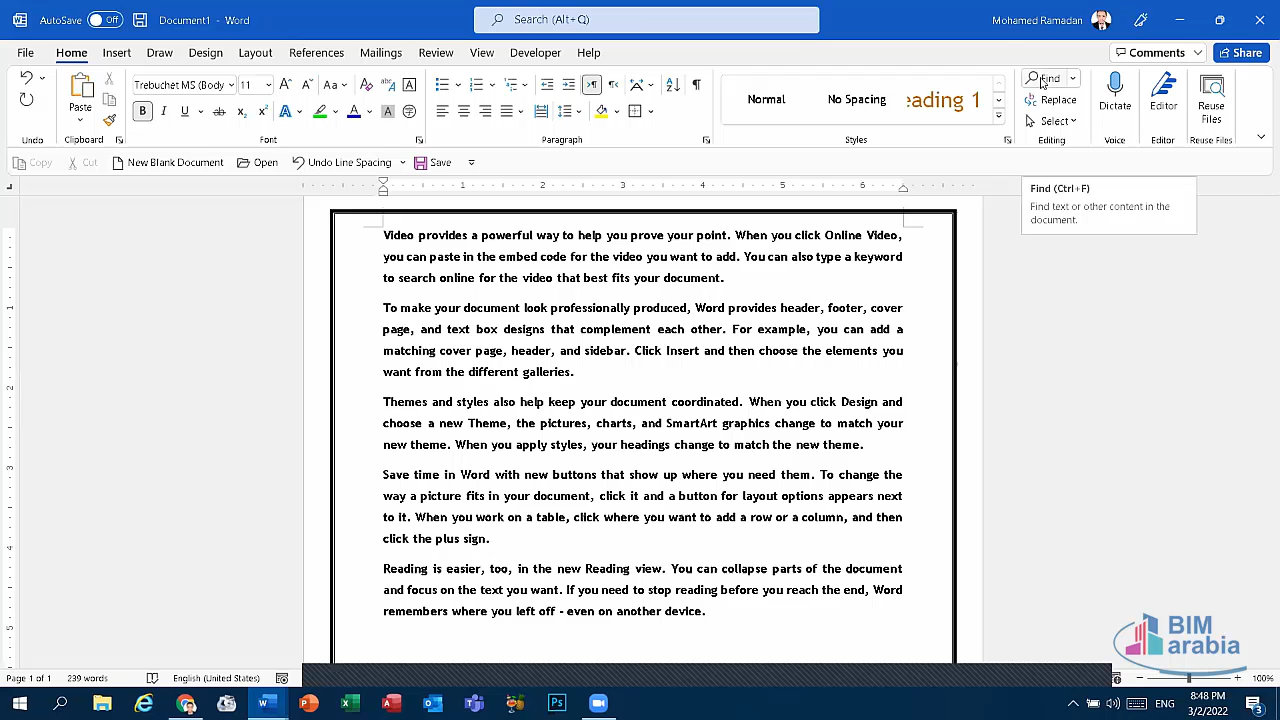 AutoSave Off Document1 - Word Search (Alt+Q) Mohamed Ramadan
File Home Insert Draw Design Layout References Mailings Review View Developer Help Comments Share
Trebuchet MS (Body 11 Aa Normal No Spacing eading 1 Find
Paste Replace Dictate Editor Reuse Files
Select
Undo Clipboard Font Paragraph Styles Editing Voice Editor Reuse Files
Copy Cut New Blank Document Open Undo Line Spacing Save
1 2 3 4 5 6
Find (Ctrl+F)
Find text or other content in the
document.
Video provides a powerful way to help you prove your point. When you click Online Video,
you can paste in the embed code for the video you want to add. You can also type a keyword
to search online for the video that best fits your document.
To make your document look professionally produced, Word provides header, footer, cover
page, and text box designs that complement each other. For example, you can add a
matching cover page, header, and sidebar. Click Insert and then choose the elements you
want from the different galleries.
Themes and styles also help keep your document coordinated. When you click Design and
choose a new Theme, the pictures, charts, and SmartArt graphics change to match your
new theme. When you apply styles, your headings change to match the new theme.
Save time in Word with new buttons that show up where you need them. To change the
way a picture fits in your document, click it and a button for layout options appears next
to it. When you work on a table, click where you want to add a row or a column, and then
click the plus sign.
Reading is easier, too, in the new Reading view. You can collapse parts of the document
and focus on the text you want. If you need to stop reading before you reach the end, Word
remembers where you left off - even on another device.
BIM
arabia
Page 1 of 1 239 words English (United States) 100%
ENG 8:48 PM
3/2/2022